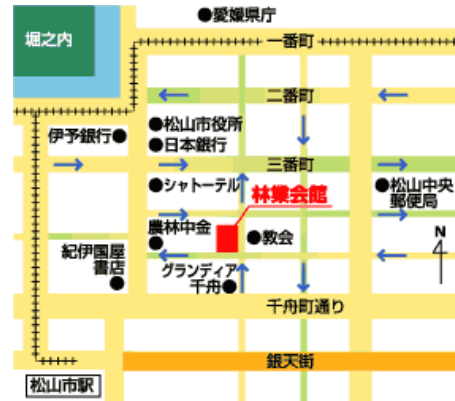 愛媛県庁
堀之内
一番町
二番町
松山市役所
伊予銀行
日本銀行
三番町
シャトーテル
松山中央
郵便局
林業会館
農林中金
教会
N
紀伊国屋
書店
グランディア
千舟
千舟町通り
銀天街
松山市駅